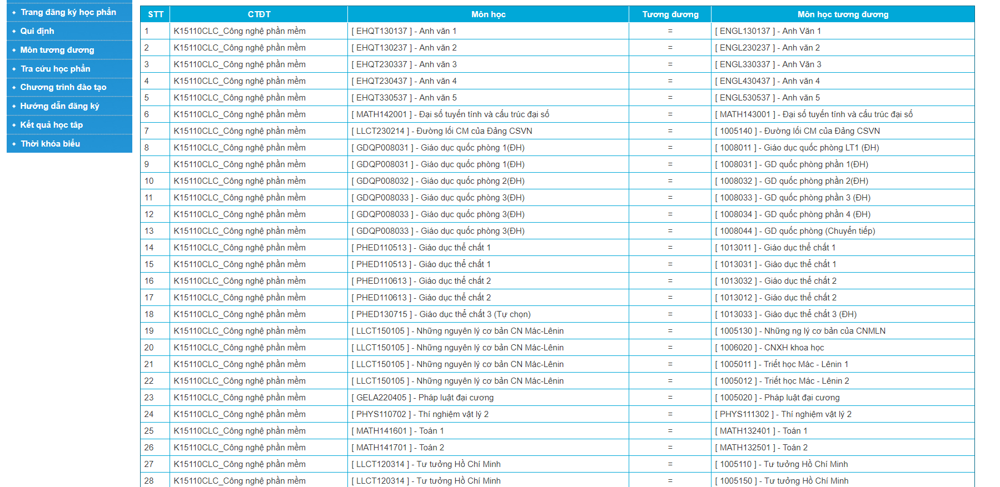 Trang đăng ký học phần
Qui định
Môn tương đương
Tra cứu học phần
Chương trình đào tạo
Hướng dẫn đăng ký
Kết quả học tâp
Thời khóa biểu
STT CTĐT Môn học Tương đương Môn học tương đương
1 K15110CLC_Công nghệ phần mềm [ EHQT130137 ] - Anh văn 1 = [ ENGL130137 ] - Anh Văn 1
2 K15110CLC_Công nghệ phần mềm [ EHQT130237 ] - Anh văn 2 = [ ENGL230237 ] - Anh văn 2
3 K15110CLC_Công nghệ phần mềm [ EHQT230337 ] - Anh văn 3 = [ ENGL330337 ] - Anh Văn 3
4 K15110CLC_Công nghệ phần mềm [ EHQT230437 ] - Anh văn 4 = [ ENGL430437 ] - Anh văn 4
5 K15110CLC_Công nghệ phần mềm [ EHQT330537 ] - Anh văn 5 = [ ENGL530537 ] - Anh văn 5
6 K15110CLC_Công nghệ phần mềm [ MATH142001 ] - Đại số tuyến tính và cấu trúc đại số = [ MATH143001 ] - Đại số tuyến tính và cấu trúc đại số
7 K15110CLC_Công nghệ phần mềm [ LLCT230214 ] - Đường lối CM của Đảng CSVN = [ 1005140 ] - Đường lối CM của Đảng CSVN
8 K15110CLC_Công nghệ phần mềm [ GDQP008031 ] - Giáo dục quốc phòng 1(ĐH) = [ 1008011 ] - Giáo dục quốc phòng LT1 (ĐH)
9 K15110CLC_Công nghệ phần mềm [ GDQP008031 ] - Giáo dục quốc phòng 1(ĐH) = [ 1008031 ] - GD quốc phòng phần 1(ĐH)
10 K15110CLC_Công nghệ phần mềm [ GDQP008032 ] - Giáo dục quốc phòng 2(ĐH) = [ 1008032 ] - GD quốc phòng phần 2(ĐH)
11 K15110CLC_Công nghệ phần mềm [ GDQP008033 ] - Giáo dục quốc phòng 3(ĐH) = [ 1008033 ] - GD quốc phòng phần 3 (ĐH)
12 K15110CLC_Công nghệ phần mềm [ GDQP008033 ] - Giáo dục quốc phòng 3(ĐH) = [ 1008034 ] - GD quốc phòng phần 4 (ĐH)
13 K15110CLC_Công nghệ phần mềm [ GDQP008033 ] - Giáo dục quốc phòng 3(ĐH) = [ 1008044 ] - GD quốc phòng (Chuyển tiếp)
14 K15110CLC_Công nghệ phần mềm [ PHED110513 ] - Giáo dục thể chất 1 = [ 1013011 ] - Giáo dục thể chất 1
15 K15110CLC_Công nghệ phần mềm [ PHED110513 ] - Giáo dục thể chất 1 = [ 1013031 ] - Giáo dục thể chất 1
16 K15110CLC_Công nghệ phần mềm [ PHED110613 ] - Giáo dục thể chất 2 = [ 1013032 ] - Giáo dục thể chất 2
17 K15110CLC_Công nghệ phần mềm [ PHED110613 ] - Giáo dục thể chất 2 = [ 1013012 ] - Giáo dục thể chất 2
18 K15110CLC_Công nghệ phần mềm [ PHED130715 ] - Giáo dục thể chất 3 (Tự chọn) = [ 1013033 ] - Giáo dục thể chất 3 (ĐH)
19 K15110CLC_Công nghệ phần mềm [ LLCT150105 ] - Những nguyên lý cơ bản CN Mác-Lênin = [ 1005130 ] - Những ng lý cơ bản của CNMLN
20 K15110CLC_Công nghệ phần mềm [ LLCT150105 ] - Những nguyên lý cơ bản CN Mác-Lênin = [ 1006020 ] - CNXH khoa học
21 K15110CLC_Công nghệ phần mềm [ LLCT150105 ] - Những nguyên lý cơ bản CN Mác-Lênin = [ 1005011 ] - Triết học Mác - Lênin 1
22 K15110CLC_Công nghệ phần mềm [ LLCT150105 ] - Những nguyên lý cơ bản CN Mác-Lênin = [ 1005012 ] - Triết học Mác - Lênin 2
23 K15110CLC_Công nghệ phần mềm [ GELA220405 ] - Pháp luật đại cương = [ 1005020 ] - Pháp luật đại cương
24 K15110CLC_Công nghệ phần mềm [ PHYS110702 ] - Thí nghiệm vật lý 2 = [ PHYS111302 ] - Thí nghiệm vật lý 2
25 K15110CLC_Công nghệ phần mềm [ MATH141601 ] - Toán 1 = [ MATH132401 ] - Toán 1
26 K15110CLC_Công nghệ phần mềm [ MATH141701 ] - Toán 2 = [ MATH132501 ] - Toán 2
27 K15110CLC_Công nghệ phần mềm [ LLCT120314 ] - Tư tưởng Hồ Chí Minh = [ 1005110 ] - Tư tưởng Hồ Chí Minh
28 K15110CLC_Công nghệ phần mềm [ LLCT120314 ] - Tư tưởng Hồ Chí Minh = [ 1005150 ] - Tư tưởng Hồ Chí Minh